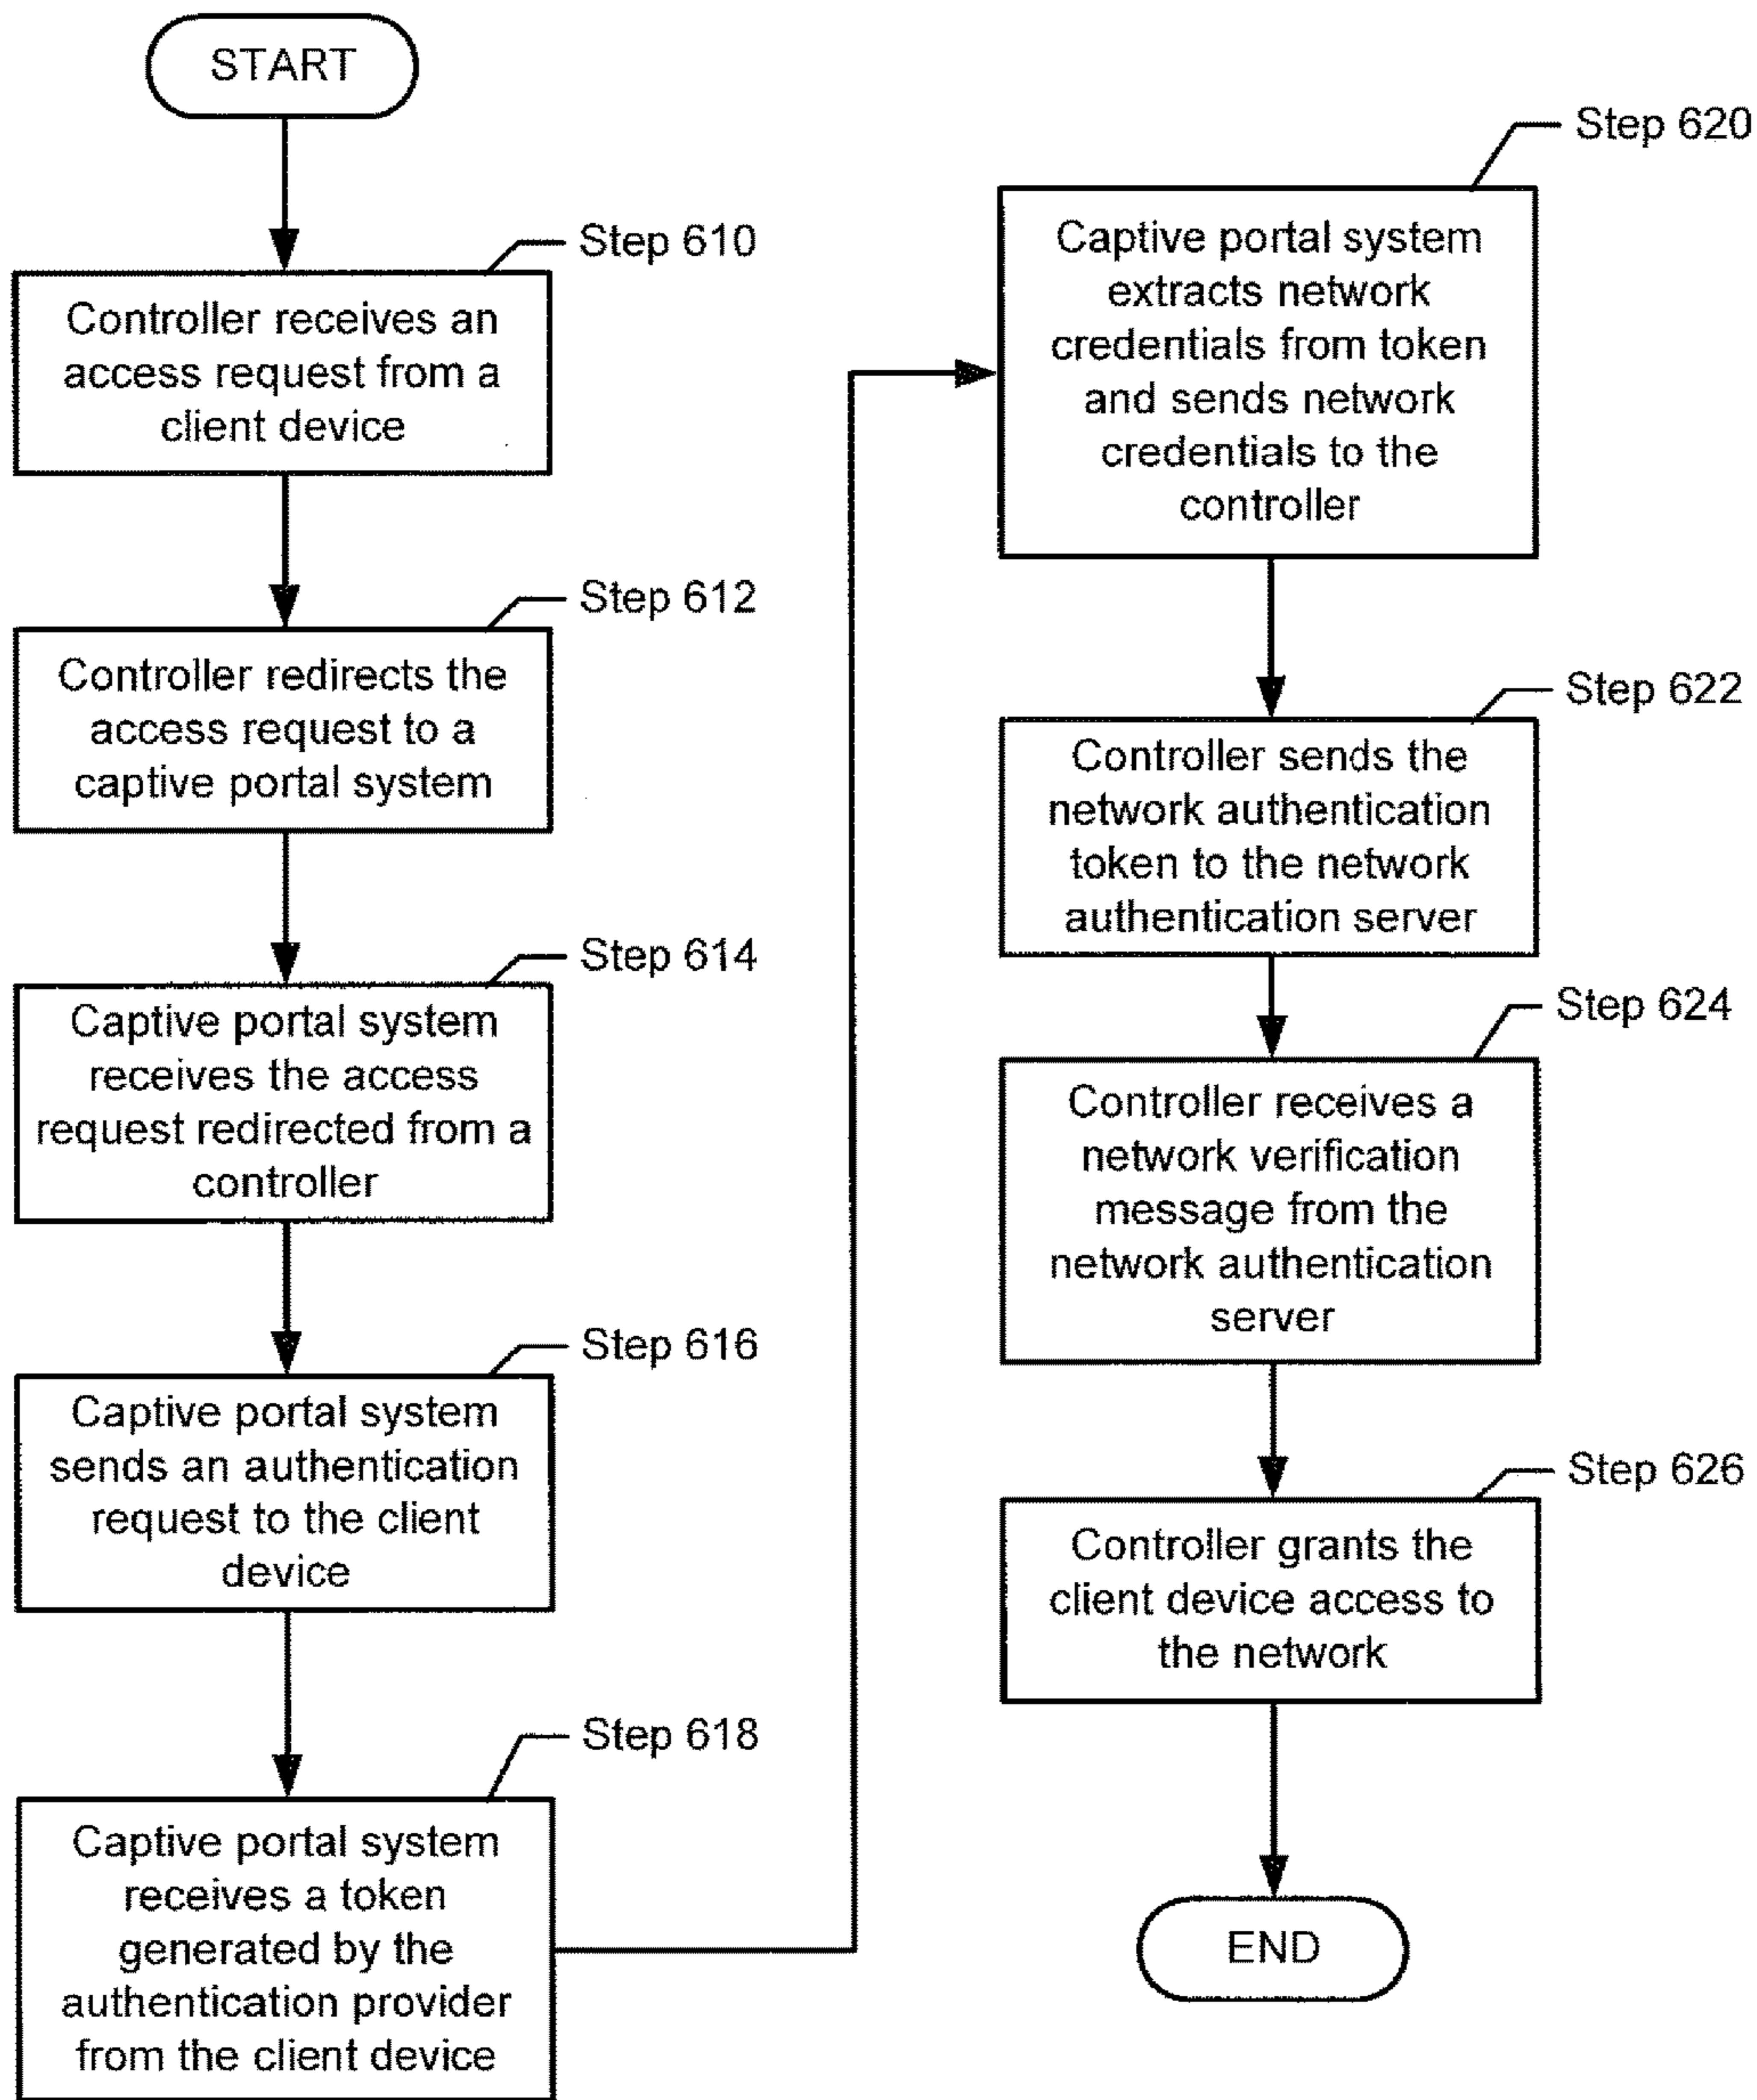 START
Step 610
Controller receives an
access request from a
client device
Step 612
Controller redirects the
access request to a
captive portal system
Step 614
Captive portal system
receives the access
request redirected from a
controller
Step 616
Captive portal system
sends an authentication
request to the client
device
Step 618
Captive portal system
receives a token
generated by the
authentication provider
from the client device
Step 620
Captive portal system
extracts network
credentials from token
and sends network
credentials to the
controller
Step 622
Controller sends the
network authentication
token to the network
authentication server
Step 624
Controller receives a
network verification
message from the
network authentication
server
Step 626
Controller grants the
client device access to
the network
END